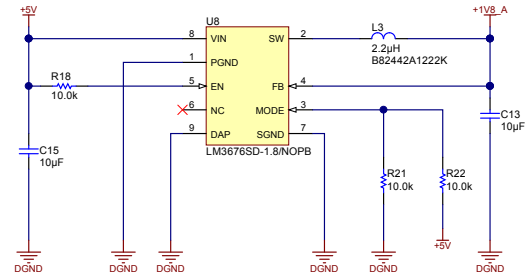 +5V
U8
L3
+1V8_A
8 VIN SW 2
2.2µH
B82442A1222K
1 PGND
R18
10.0k
5 EN FB 4
6 NC MODE 3
C13
10µF
9 DAP SGND 7
LM3676SD-1.8/NOPB
C15
10µF
R21
10.0k
R22
10.0k
+5V
DGND DGND DGND DGND DGND DGND